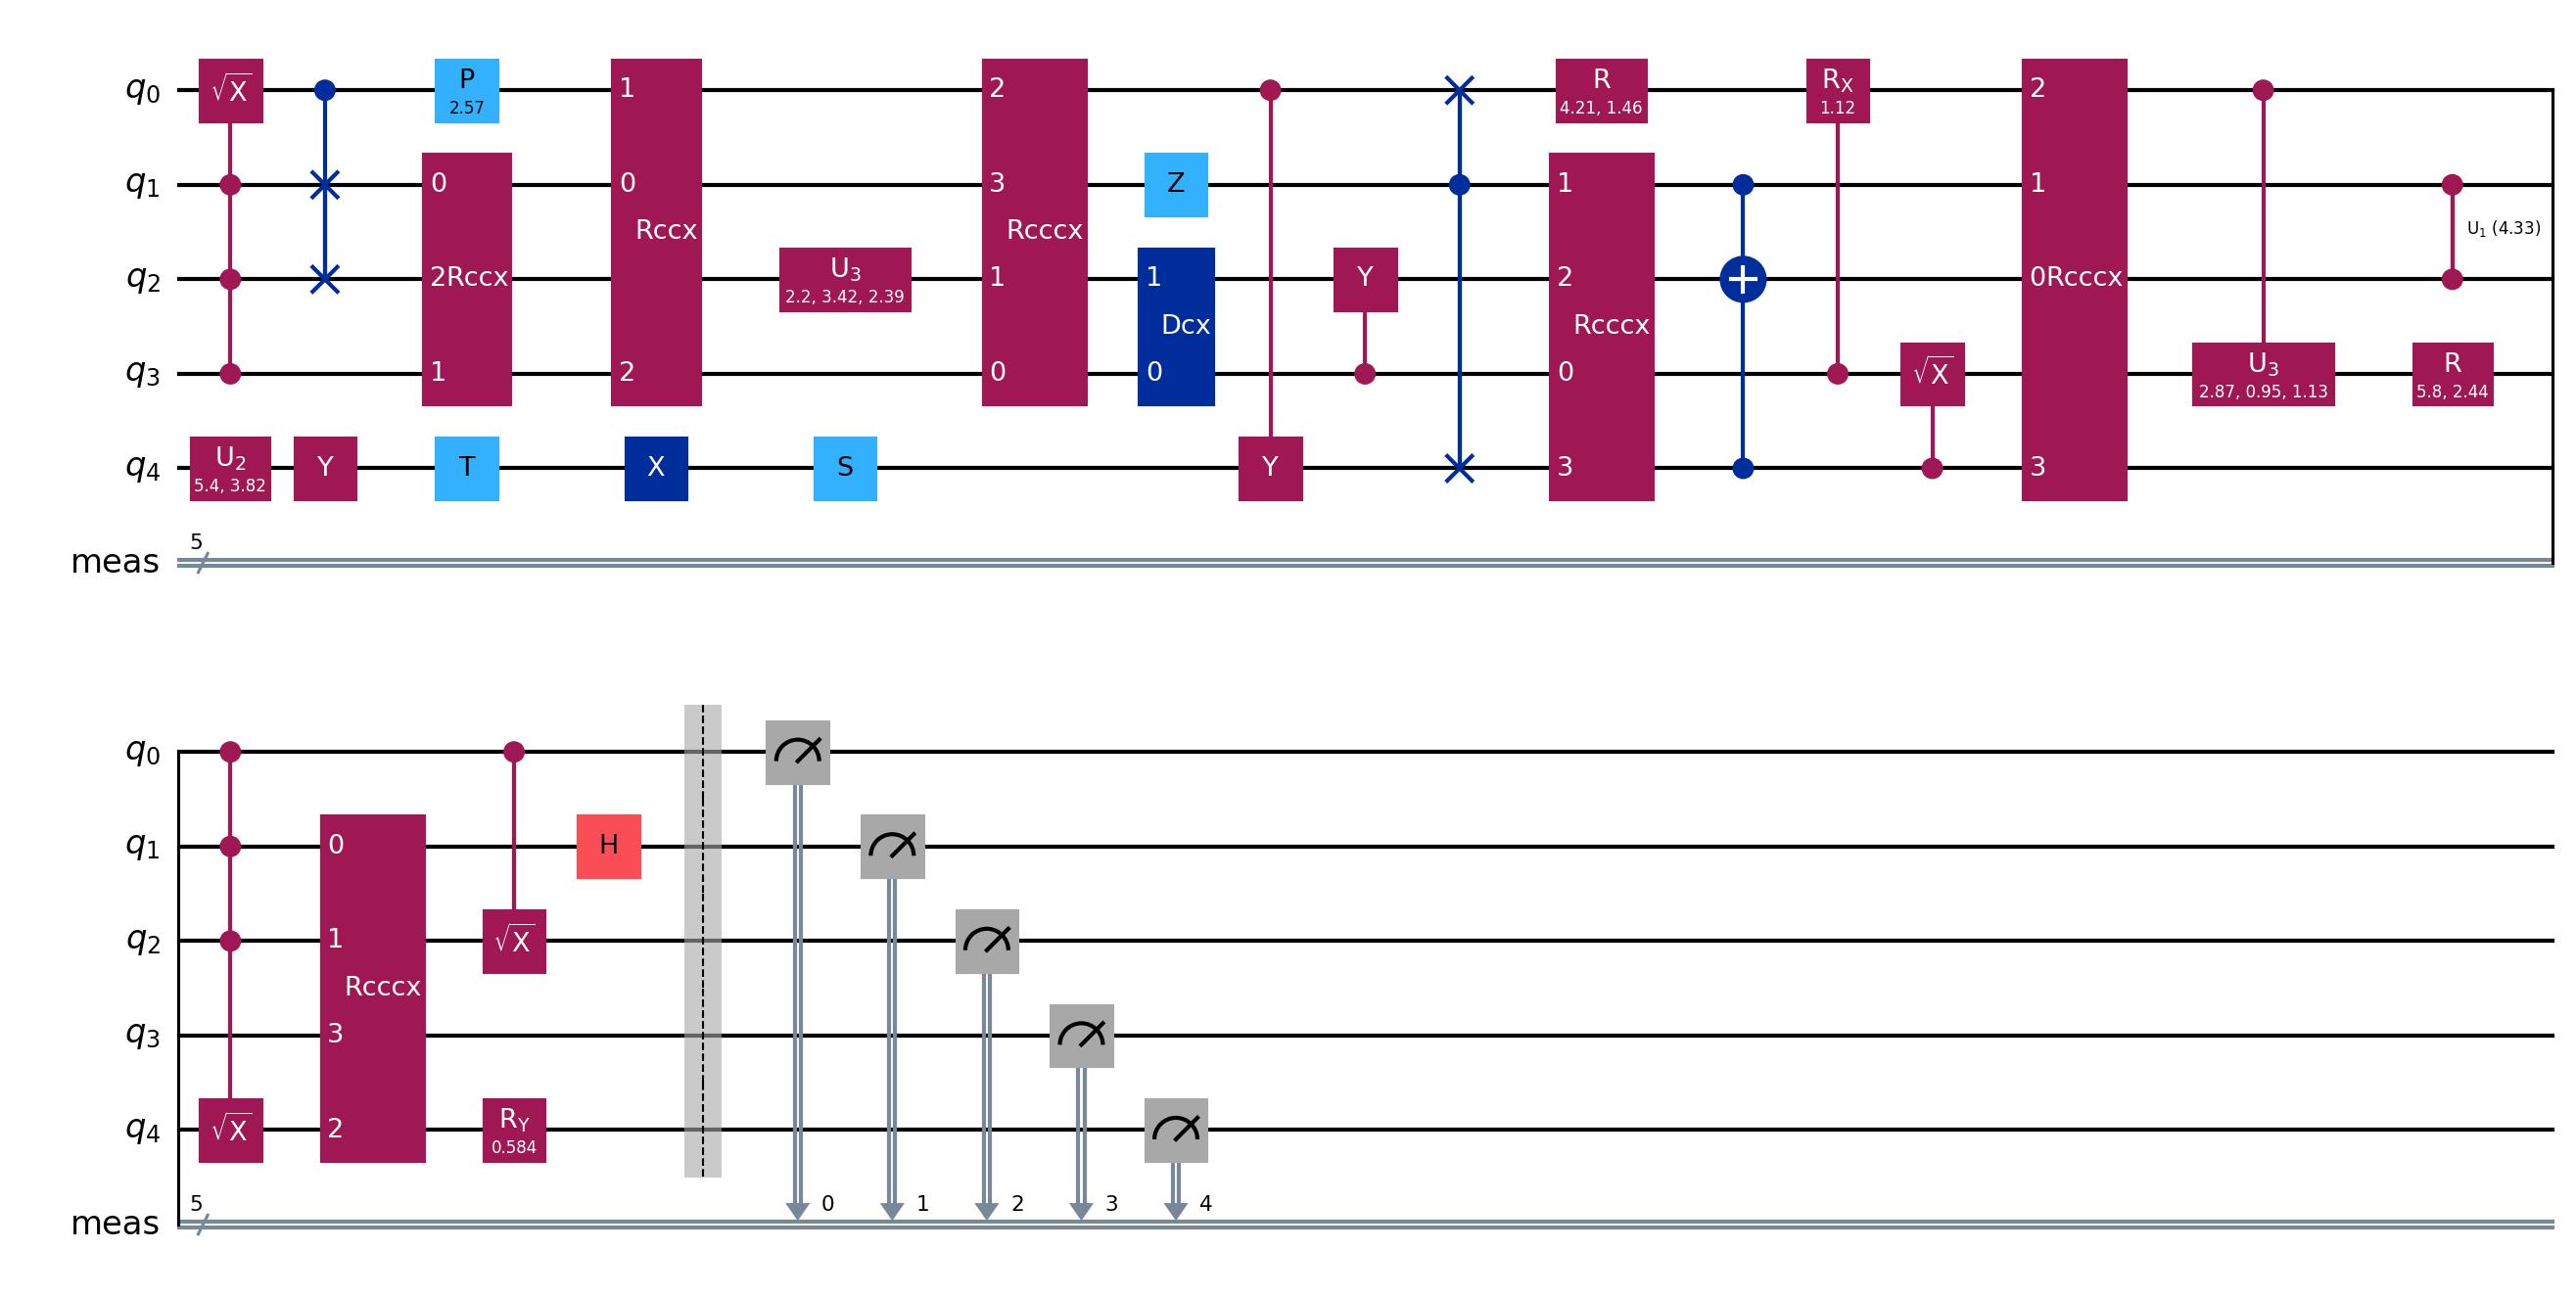 q0 √X P 2.57 1 2 R 4.21, 1.46 RX 1.12 2
q1 0 0 3 Z 1 1
Rccx Rcccx U1 (4.33)
q2 2Rccx U3 2.2, 3.42, 2.39 1 1 Y 2 0Rcccx
Dcx Rcccx
q3 1 2 0 0 0 √X U3 2.87, 0.95, 1.13 R 5.8, 2.44
q4 U2 5.4, 3.82 Y T X S Y 3 3
5
meas
q0
q1 0 H
q2 1 √X
Rcccx
q3 3
q4 √X 2 RY 0.584
5 0 1 2 3 4
meas